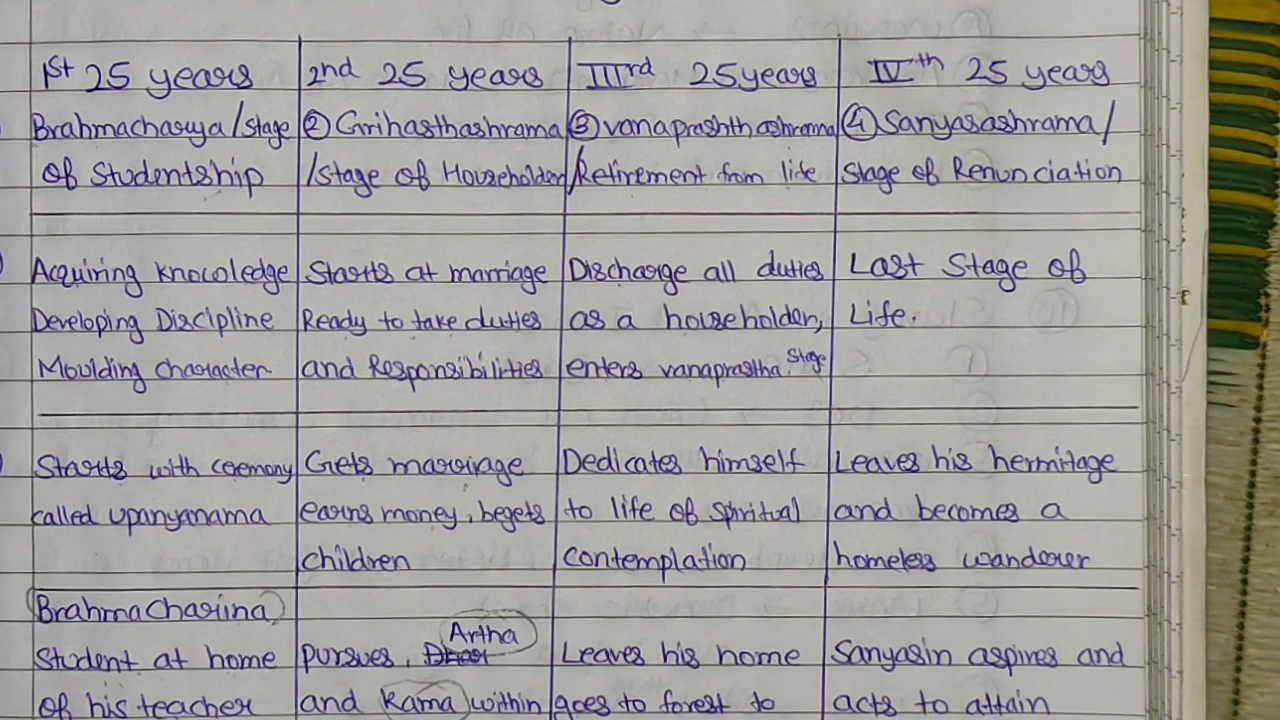 1st 25 years
Brahmacharya/stage
of Studentship
Acquiring knowledge
Developing Discipline
Moulding character
Starts with ceremony
called upanyanama
Brahmacharina
Student at home
of his teacher
2nd 25 years
② Grihasthashrama
/stage of Householder
Starts at marriage
Ready to take duties
and Responsibilities
Gets marriage
earns money, begets
children
Artha
pursues,
and Kama within
IIIrd 25 years
③ vanaprashthashrama
/Retirement from life
Discharge all duties
as a householder,
enters vanaprastha stage
Dedicates himself
to life of spiritual
contemplation
Leaves his home
goes to forest to
IVth 25 years
④ Sanyasashrama/
Stage of Renunciation
Last Stage of
Life.
Leaves his hermitage
and becomes a
homeless wanderer
Sanyasin aspires and
acts to attain